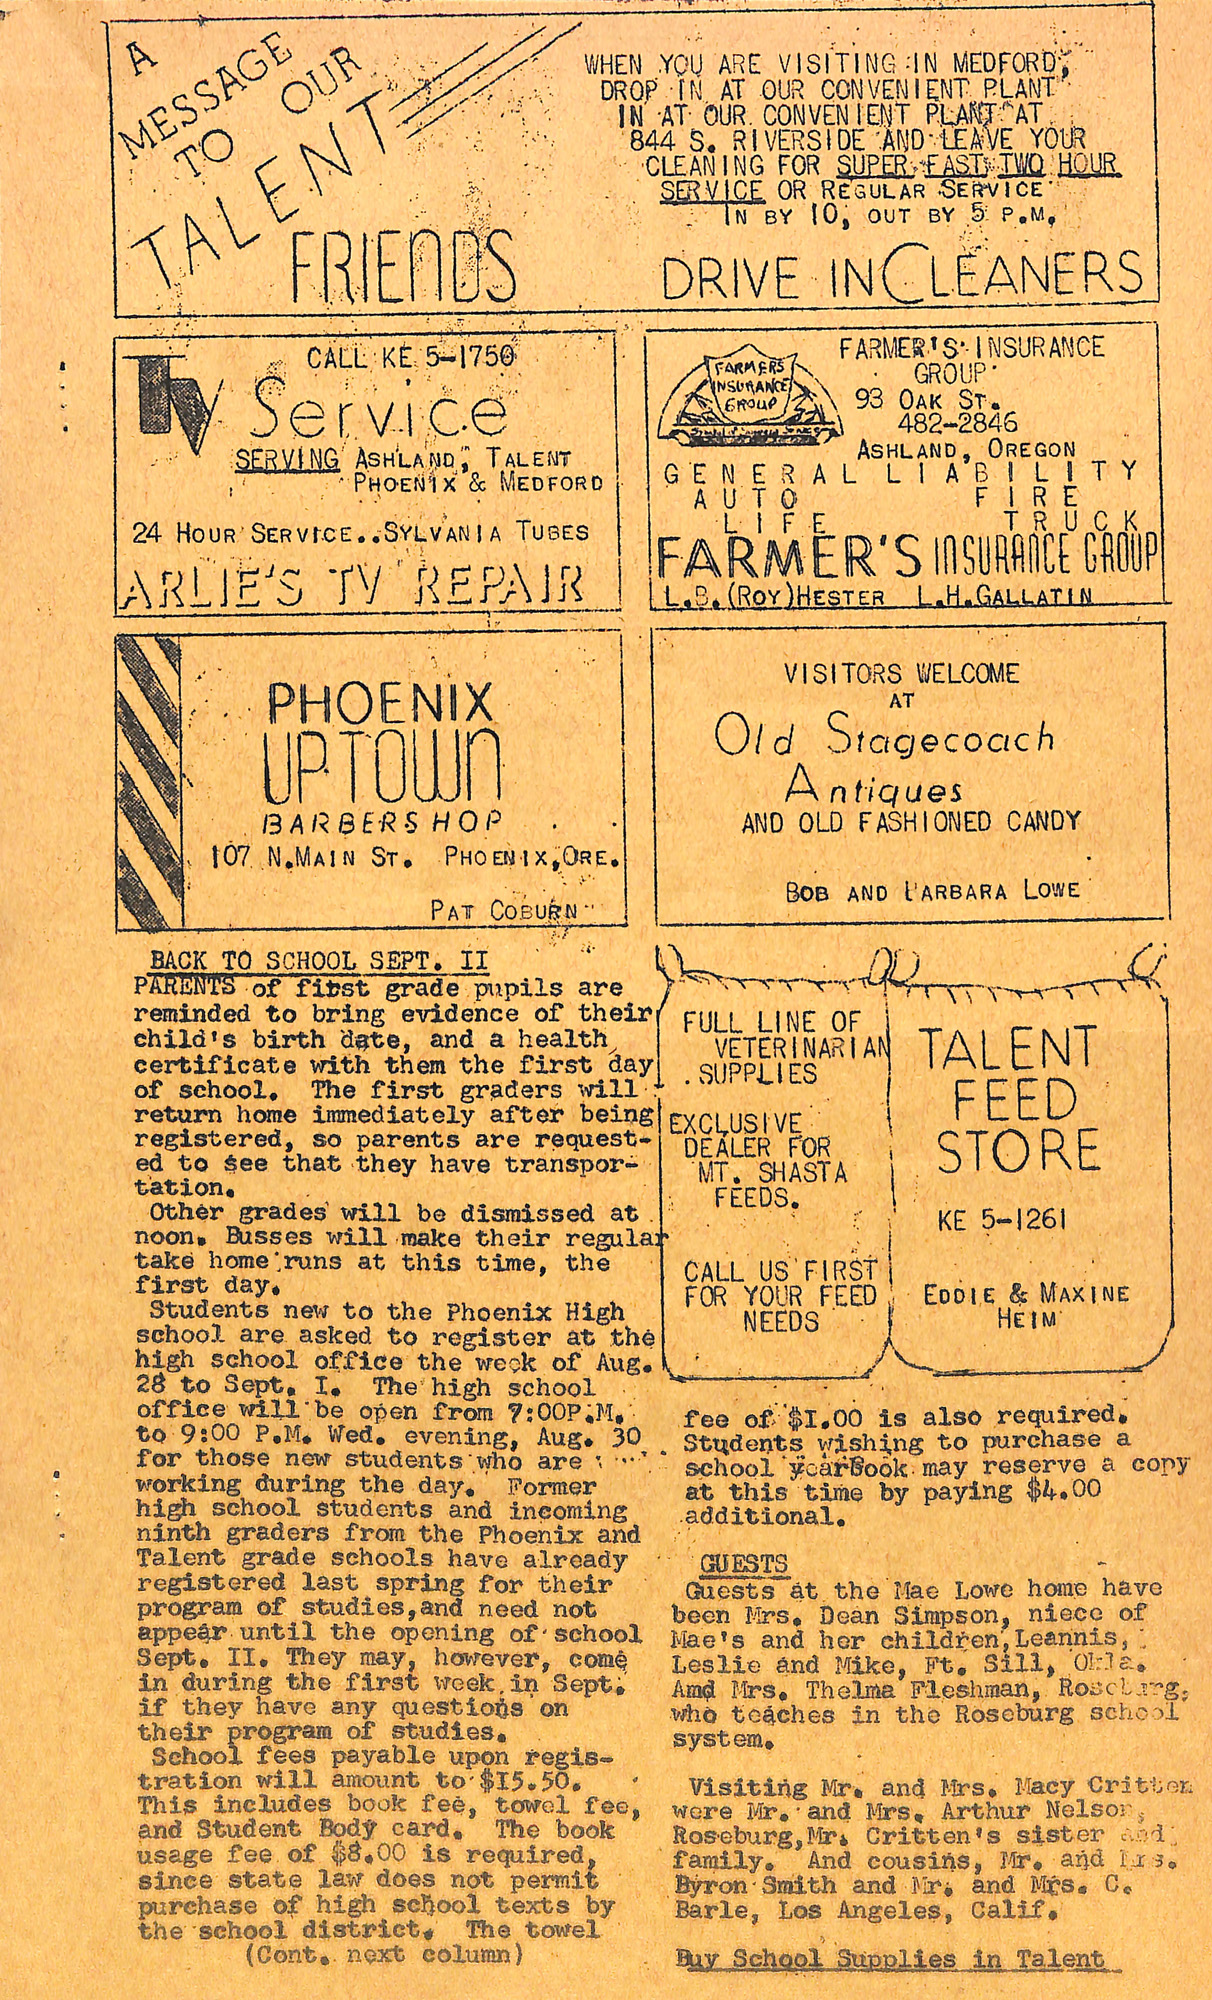 A
MESSAGE
TO OUR
TALENT
FRIENDS
WHEN YOU ARE VISITING IN MEDFORD,
DROP IN AT OUR CONVENIENT PLANT
IN AT OUR CONVENIENT PLANT AT
844 S. RIVERSIDE AND LEAVE YOUR
CLEANING FOR SUPER FAST TWO HOUR
SERVICE OR REGULAR SERVICE
IN BY 10, OUT BY 5 P.M.
DRIVE IN CLEANERS
CALL KE 5-1750
TV Service
SERVING ASHLAND, TALENT
PHOENIX & MEDFORD
24 HOUR SERVICE..SYLVANIA TUBES
ARLIE'S TV REPAIR
FARMERS
INSURANCE
GROUP
FARMER'S INSURANCE
GROUP
93 OAK ST.
482-2846
ASHLAND, OREGON
GENERAL LIABILITY
AUTO FIRE
LIFE TRUCK
FARMER'S INSURANCE GROUP
L.B.(ROY)HESTER L.H.GALLATIN
PHOENIX
UPTOWN
BARBERSHOP
107 N.MAIN ST. PHOENIX,ORE.
PAT COBURN
VISITORS WELCOME
AT
Old Stagecoach
Antiques
AND OLD FASHIONED CANDY
BOB AND BARBARA LOWE
BACK TO SCHOOL SEPT. II
PARENTS of first grade pupils are
reminded to bring evidence of their
child's birth date, and a health
certificate with them the first day
of school. The first graders will
return home immediately after being
registered, so parents are request-
ed to see that they have transpor-
tation.
Other grades will be dismissed at
noon. Busses will make their regular
take home runs at this time, the
first day.
Students new to the Phoenix High
school are asked to register at the
high school office the week of Aug.
28 to Sept. I. The high school
office will be open from 7:00P.M.
to 9:00 P.M. Wed. evening, Aug. 30
for those new students who are
working during the day. Former
high school students and incoming
ninth graders from the Phoenix and
Talent grade schools have already
registered last spring for their
program of studies,and need not
appear until the opening of school
Sept. II. They may, however, come
in during the first week in Sept.
if they have any questions on
their program of studies.
School fees payable upon regis-
tration will amount to $I5.50.
This includes book fee, towel fee,
and Student Body card. The book
usage fee of $8.00 is required,
since state law does not permit
purchase of high school texts by
the school district. The towel
(Cont. next column)
FULL LINE OF
VETERINARIAN
SUPPLIES
EXCLUSIVE
DEALER FOR
MT. SHASTA
FEEDS.
CALL US FIRST
FOR YOUR FEED
NEEDS
TALENT
FEED
STORE
KE 5-1261
EDDIE & MAXINE
HEIM
fee of $I.00 is also required.
Students wishing to purchase a
school yearbook may reserve a copy
at this time by paying $4.00
additional.
GUESTS
Guests at the Mae Lowe home have
been Mrs. Dean Simpson, niece of
Mae's and her children,Leannis,
Leslie and Mike, Ft. Sill, Okla.
Amd Mrs. Thelma Fleshman, Roseburg,
who teaches in the Roseburg school
system.
Visiting Mr. and Mrs. Macy Critten
were Mr. and Mrs. Arthur Nelson,
Roseburg,Mr. Critten's sister and
family. And cousins, Mr. and Mrs.
Byron Smith and Mr. and Mrs. C.
Barle, Los Angeles, Calif.
Buy School Supplies in Talent